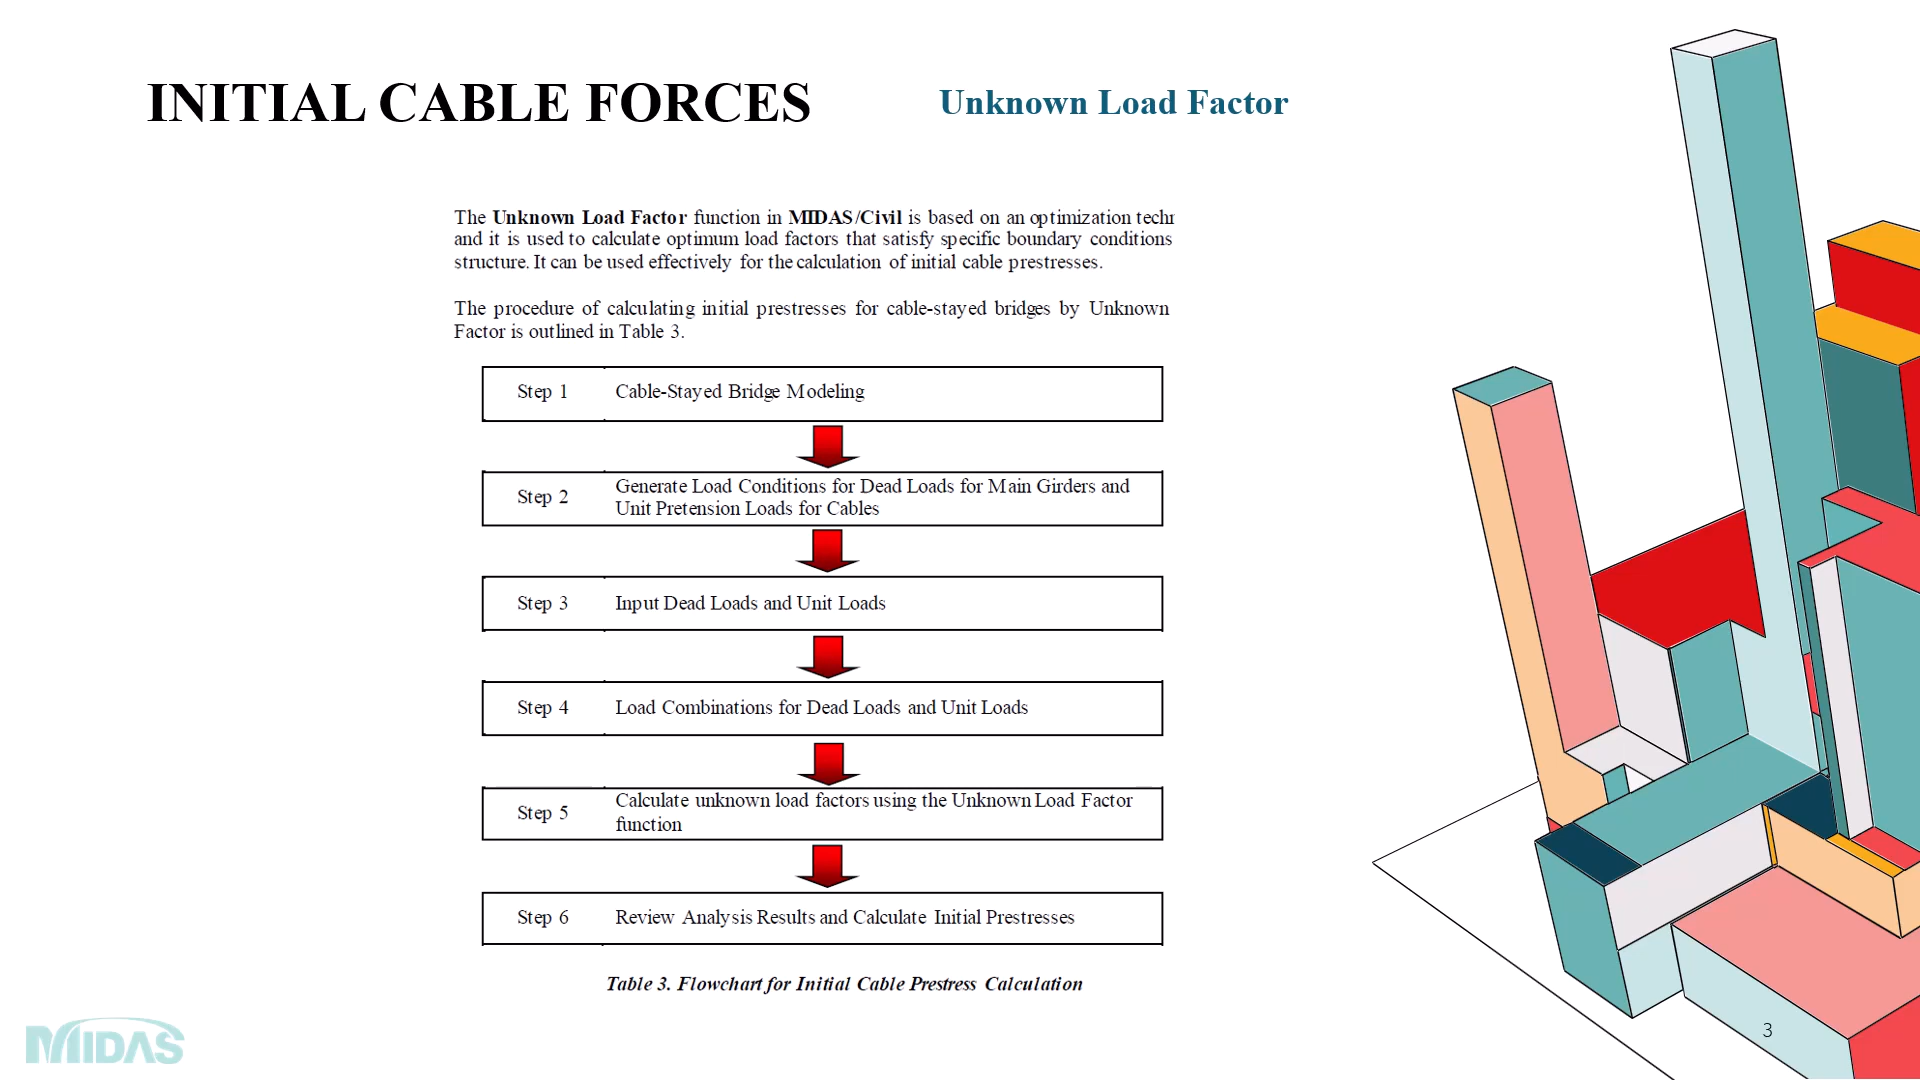 INITIAL CABLE FORCES
Unknown Load Factor
The Unknown Load Factor function in MIDAS/Civil is based on an optimization
and it is used to calculate optimum load factors that satisfy specific boundary conditions
structure. It can be used effectively for the calculation of initial cable prestresses.
The procedure of calculating initial prestresses for cable-stayed bridges by Unknown
Factor is outlined in Table 3.
Step 1 Cable-Stayed Bridge Modeling
Step 2 Generate Load Conditions for Dead Loads for Main Girders and
Unit Pretension Loads for Cables
Step 3 Input Dead Loads and Unit Loads
Step 4 Load Combinations for Dead Loads and Unit Loads
Step 5 Calculate unknown load factors using the Unknown Load Factor
function
Step 6 Review Analysis Results and Calculate Initial Prestresses
Table 3. Flowchart for Initial Cable Prestress Calculation
MIDAS
3